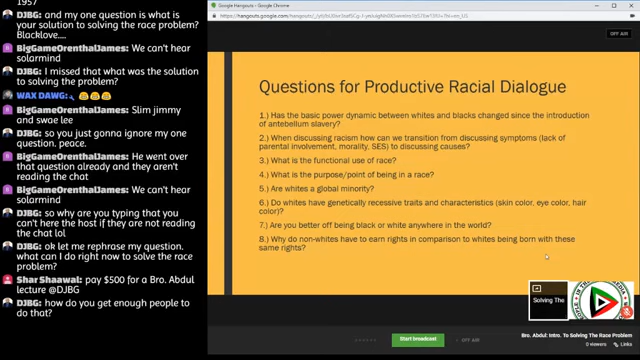 1957
DJBG: And my one question is what is
your solution to solving the race problem?
Blacklove....
BigGameOrenthalJames: We can't hear
solarmind
DJBG: I missed that what was the solution
to solving the problem?
WAX DAWG:
BigGameOrenthalJames: Slim jimmy
and swae lee
DJBG: so you just gonna ignore my one
question. peace.
BigGameOrenthalJames: He went over
that question already and they aren't
reading the chat
BigGameOrenthalJames: We can't hear
solarmind
DJBG: so why are you typing that you
can't here the host if they are not reading
the chat lol
DJBG: ok let me rephrase my question.
what can I do right now to solve the race
problem?
Shar Shaawal: pay $500 for a Bro. Abdul
lecture @DJBG
DJBG: how do you get enough people to
do that?
Google Hangouts - Google Chrome
OFF AIR
Questions for Productive Racial Dialogue
1.) Has the basic power dynamic between whites and blacks changed since the introduction
of antebellum slavery?
2.) When discussing racism how can we transition from discussing symptoms (lack of
parental involvement, morality, SES) to discussing causes?
3.) What is the functional use of race?
4.) What is the purpose/point of being in a race?
5.) Are whites a global minority?
6.) Do whites have genetically recessive traits and characteristics (skin color, eye color, hair
color)?
7.) Are you better off being black or white anywhere in the world?
8.) Why do non-whites have to earn rights in comparison to whites being born with these
same rights?
Solving The
Start broadcast
OFF AIR
Bro. Abdul: Intro. To Solving The Race Problem
0 viewers
Links